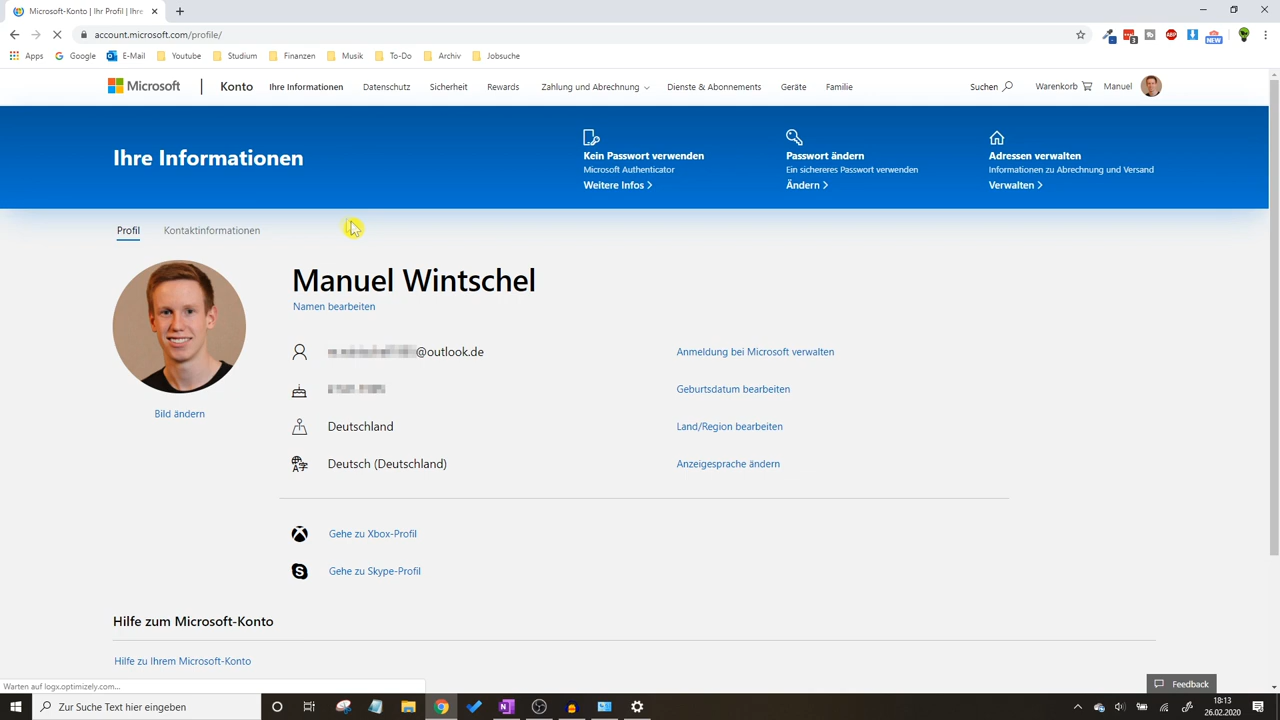 Microsoft-Konto | Ihr Profil
account.microsoft.com/profile/
Apps Google E-Mail Youtube Studium Finanzen Musik To-Do Archiv Jobsuche
Microsoft Konto Ihre Informationen Datenschutz Sicherheit Rewards Zahlung und Abrechnung Dienste & Abonnements Geräte Familie Suchen Warenkorb Manuel
Ihre Informationen
Kein Passwort verwenden
Microsoft Authenticator
Weitere Infos >
Passwort ändern
Ein sichereres Passwort verwenden
Ändern >
Adressen verwalten
Informationen zu Abrechnung und Versand
Verwalten >
Profil Kontaktinformationen
Manuel Wintschel
Namen bearbeiten
@outlook.de Anmeldung bei Microsoft verwalten
Geburtsdatum bearbeiten
Deutschland Land/Region bearbeiten
Bild ändern
Deutsch (Deutschland) Anzeigesprache ändern
Gehe zu Xbox-Profil
Gehe zu Skype-Profil
Hilfe zum Microsoft-Konto
Hilfe zu Ihrem Microsoft-Konto
Feedback
Warten auf logx.optimizely.com...
Zur Suche Text hier eingeben
18:13
26.02.2020